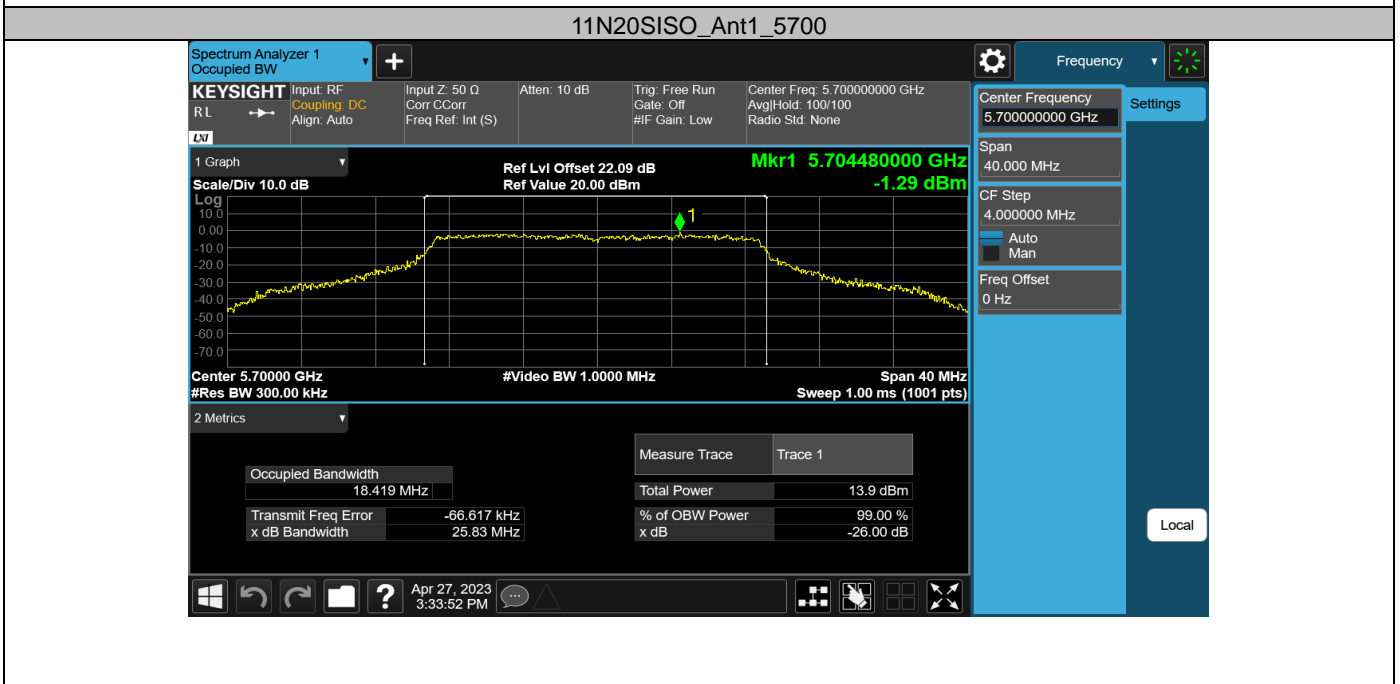 11N20SISO_Ant1_5700
Spectrum Analyzer 1
Occupied BW
+
Frequency
KEYSIGHT
RL
LXI
Input: RF
Coupling: DC
Align: Auto
Input Z: 50 Ω
Corr CCorr
Freq Ref: Int (S)
Atten: 10 dB
Trig: Free Run
Gate: Off
#IF Gain: Low
Center Freq: 5.700000000 GHz
Avg|Hold: 100/100
Radio Std: None
Center Frequency
5.700000000 GHz
Settings
Span
40.000 MHz
CF Step
4.000000 MHz
Auto
Man
Freq Offset
0 Hz
Local
1 Graph
Scale/Div 10.0 dB
Ref Lvl Offset 22.09 dB
Ref Value 20.00 dBm
Mkr1 5.704480000 GHz
-1.29 dBm
Log
10.0
0.00
-10.0
-20.0
-30.0
-40.0
-50.0
-60.0
-70.0
1
Center 5.70000 GHz
#Res BW 300.00 kHz
#Video BW 1.0000 MHz
Span 40 MHz
Sweep 1.00 ms (1001 pts)
2 Metrics
Measure Trace Trace 1
Occupied Bandwidth
18.419 MHz
Total Power 13.9 dBm
Transmit Freq Error -66.617 kHz
% of OBW Power 99.00 %
x dB Bandwidth 25.83 MHz
x dB -26.00 dB
?
Apr 27, 2023
3:33:52 PM